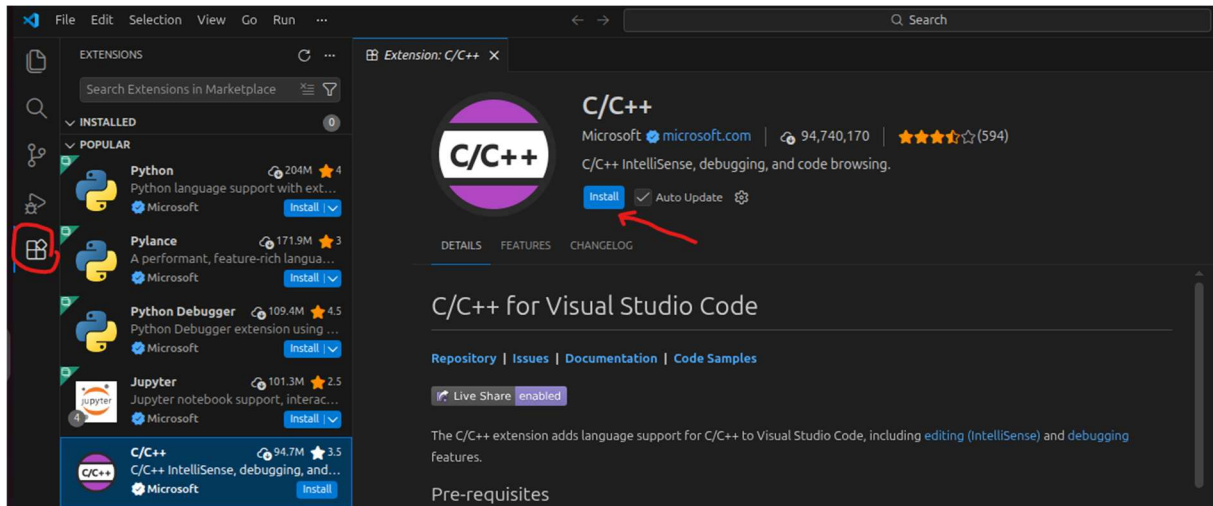 File Edit Selection View Go Run ···
Search
EXTENSIONS
Search Extensions in Marketplace
INSTALLED 0
POPULAR
Python 204M 4
Python language support with ext...
Microsoft Install
Pylance 171.9M 3
A performant, feature-rich langua...
Microsoft Install
Python Debugger 109.4M 4.5
Python Debugger extension using ...
Microsoft Install
Jupyter 101.3M 2.5
jupyter
Jupyter notebook support, interac...
4
Microsoft Install
C/C++ 94.7M 3.5
C/C++
C/C++ IntelliSense, debugging, and...
Microsoft Install
Extension: C/C++
C/C++
C/C++
Microsoft microsoft.com | 94,740,170 | (594)
C/C++ IntelliSense, debugging, and code browsing.
Install Auto Update
DETAILS FEATURES CHANGELOG
C/C++ for Visual Studio Code
Repository | Issues | Documentation | Code Samples
Live Share enabled
The C/C++ extension adds language support for C/C++ to Visual Studio Code, including editing (IntelliSense) and debugging
features.
Pre-requisites